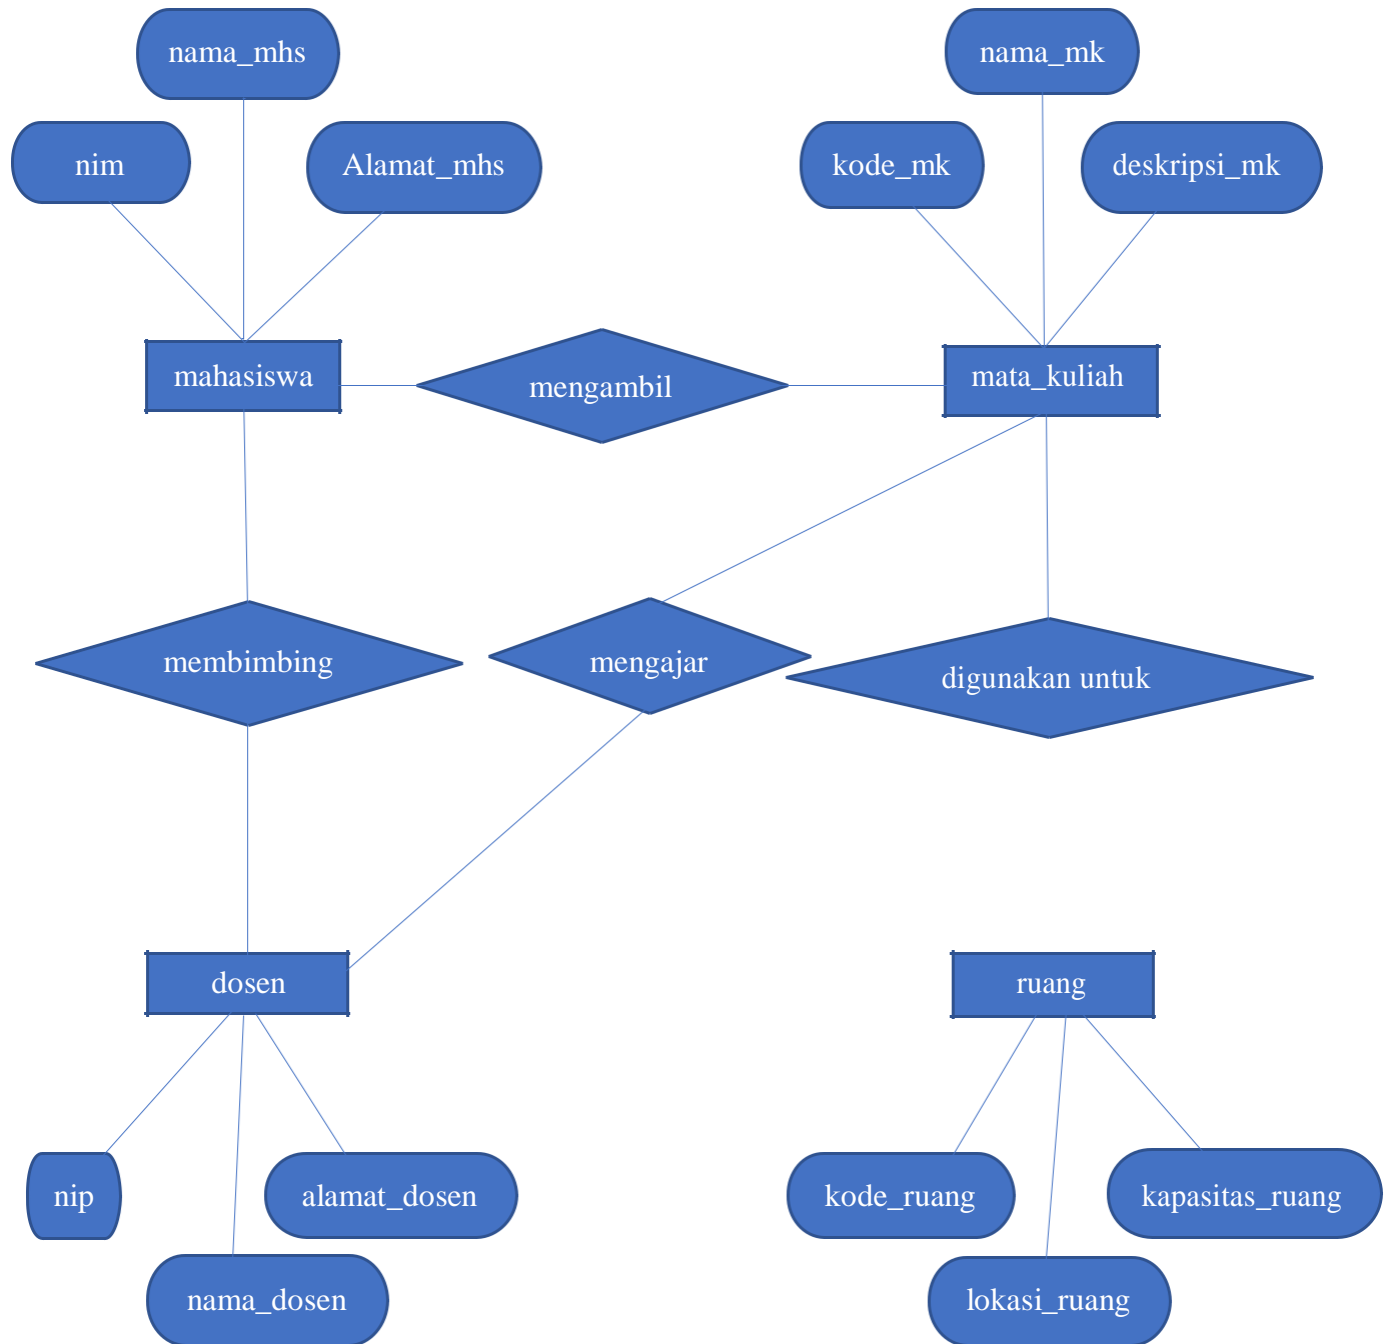 nama_mhs
nama_mk
nim
Alamat_mhs
kode_mk
deskripsi_mk
mahasiswa
mengambil
mata_kuliah
membimbing
mengajar
digunakan untuk
dosen
ruang
nip
alamat_dosen
kode_ruang
kapasitas_ruang
nama_dosen
lokasi_ruang